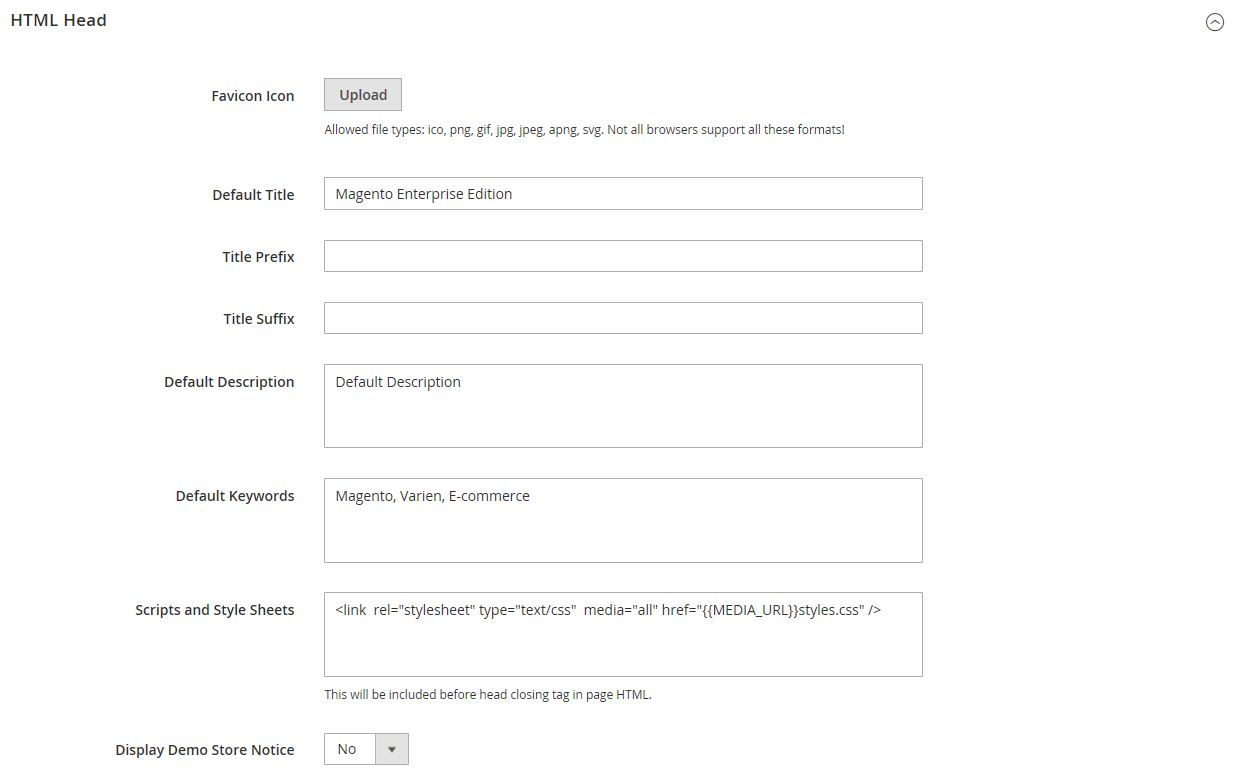 HTML Head
Favicon Icon
Upload
Allowed file types: ico, png, gif, jpg, jpeg, apng, svg. Not all browsers support all these formats!
Default Title
Magento Enterprise Edition
Title Prefix
Title Suffix
Default Description
Default Description
Default Keywords
Magento, Varien, E-commerce
Scripts and Style Sheets
<link  rel="stylesheet" type="text/css"  media="all" href="{{MEDIA_URL}}styles.css" />
This will be included before head closing tag in page HTML.
Display Demo Store Notice
No